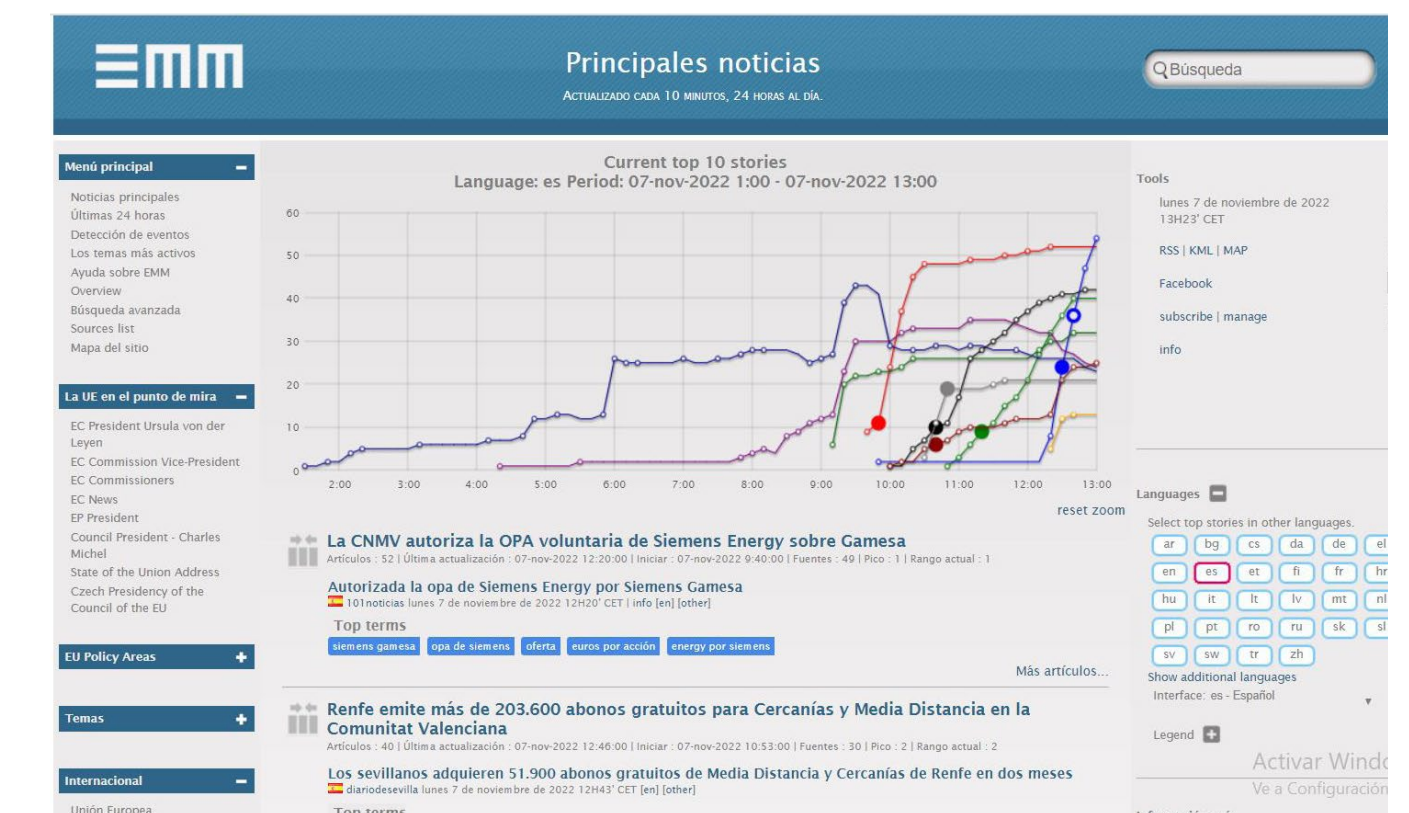 EMM
Principales noticias
Actualizado cada 10 minutos, 24 horas al día.
Búsqueda
Menú principal
Noticias principales
Últimas 24 horas
Detección de eventos
Los temas más activos
Ayuda sobre EMM
Overview
Búsqueda avanzada
Sources list
Mapa del sitio
La UE en el punto de mira
EC President Ursula von der
Leyen
EC Commission Vice-President
EC Commissioners
EC News
EP President
Council President - Charles
Michel
State of the Union Address
Czech Presidency of the
Council of the EU
EU Policy Areas
Temas
Internacional
Unión Europea
Current top 10 stories
Language: es Period: 07-nov-2022 1:00 - 07-nov-2022 13:00
60
50
40
30
20
10
0
2:00 3:00 4:00 5:00 6:00 7:00 8:00 9:00 10:00 11:00 12:00 13:00
reset zoom
La CNMV autoriza la OPA voluntaria de Siemens Energy sobre Gamesa
Artículos : 52 | Última actualización : 07-nov-2022 12:20:00 | Iniciar : 07-nov-2022 9:40:00 | Fuentes : 49 | Pico : 1 | Rango actual : 1
Autorizada la opa de Siemens Energy por Siemens Gamesa
101noticias lunes 7 de noviembre de 2022 12H20' CET | info [en] [other]
Top terms
siemens gamesa opa de siemens oferta euros por acción energy por siemens
Más artículos...
Renfe emite más de 203.600 abonos gratuitos para Cercanías y Media Distancia en la
Comunitat Valenciana
Artículos : 40 | Última actualización : 07-nov-2022 12:46:00 | Iniciar : 07-nov-2022 10:53:00 | Fuentes : 30 | Pico : 2 | Rango actual : 2
Los sevillanos adquieren 51.900 abonos gratuitos de Media Distancia y Cercanías de Renfe en dos meses
diariodesevilla lunes 7 de noviembre de 2022 12H43' CET [en] [other]
Top terms
Tools
lunes 7 de noviembre de 2022
13H23' CET
RSS | KML | MAP
Facebook
subscribe | manage
info
Languages
Select top stories in other languages.
ar bg cs da de el
en es et fi fr hr
hu it lt lv mt nl
pl pt ro ru sk sl
sv sw tr zh
Show additional languages
Interface: es - Español
Legend
Activar Windo
Ve a Configuración